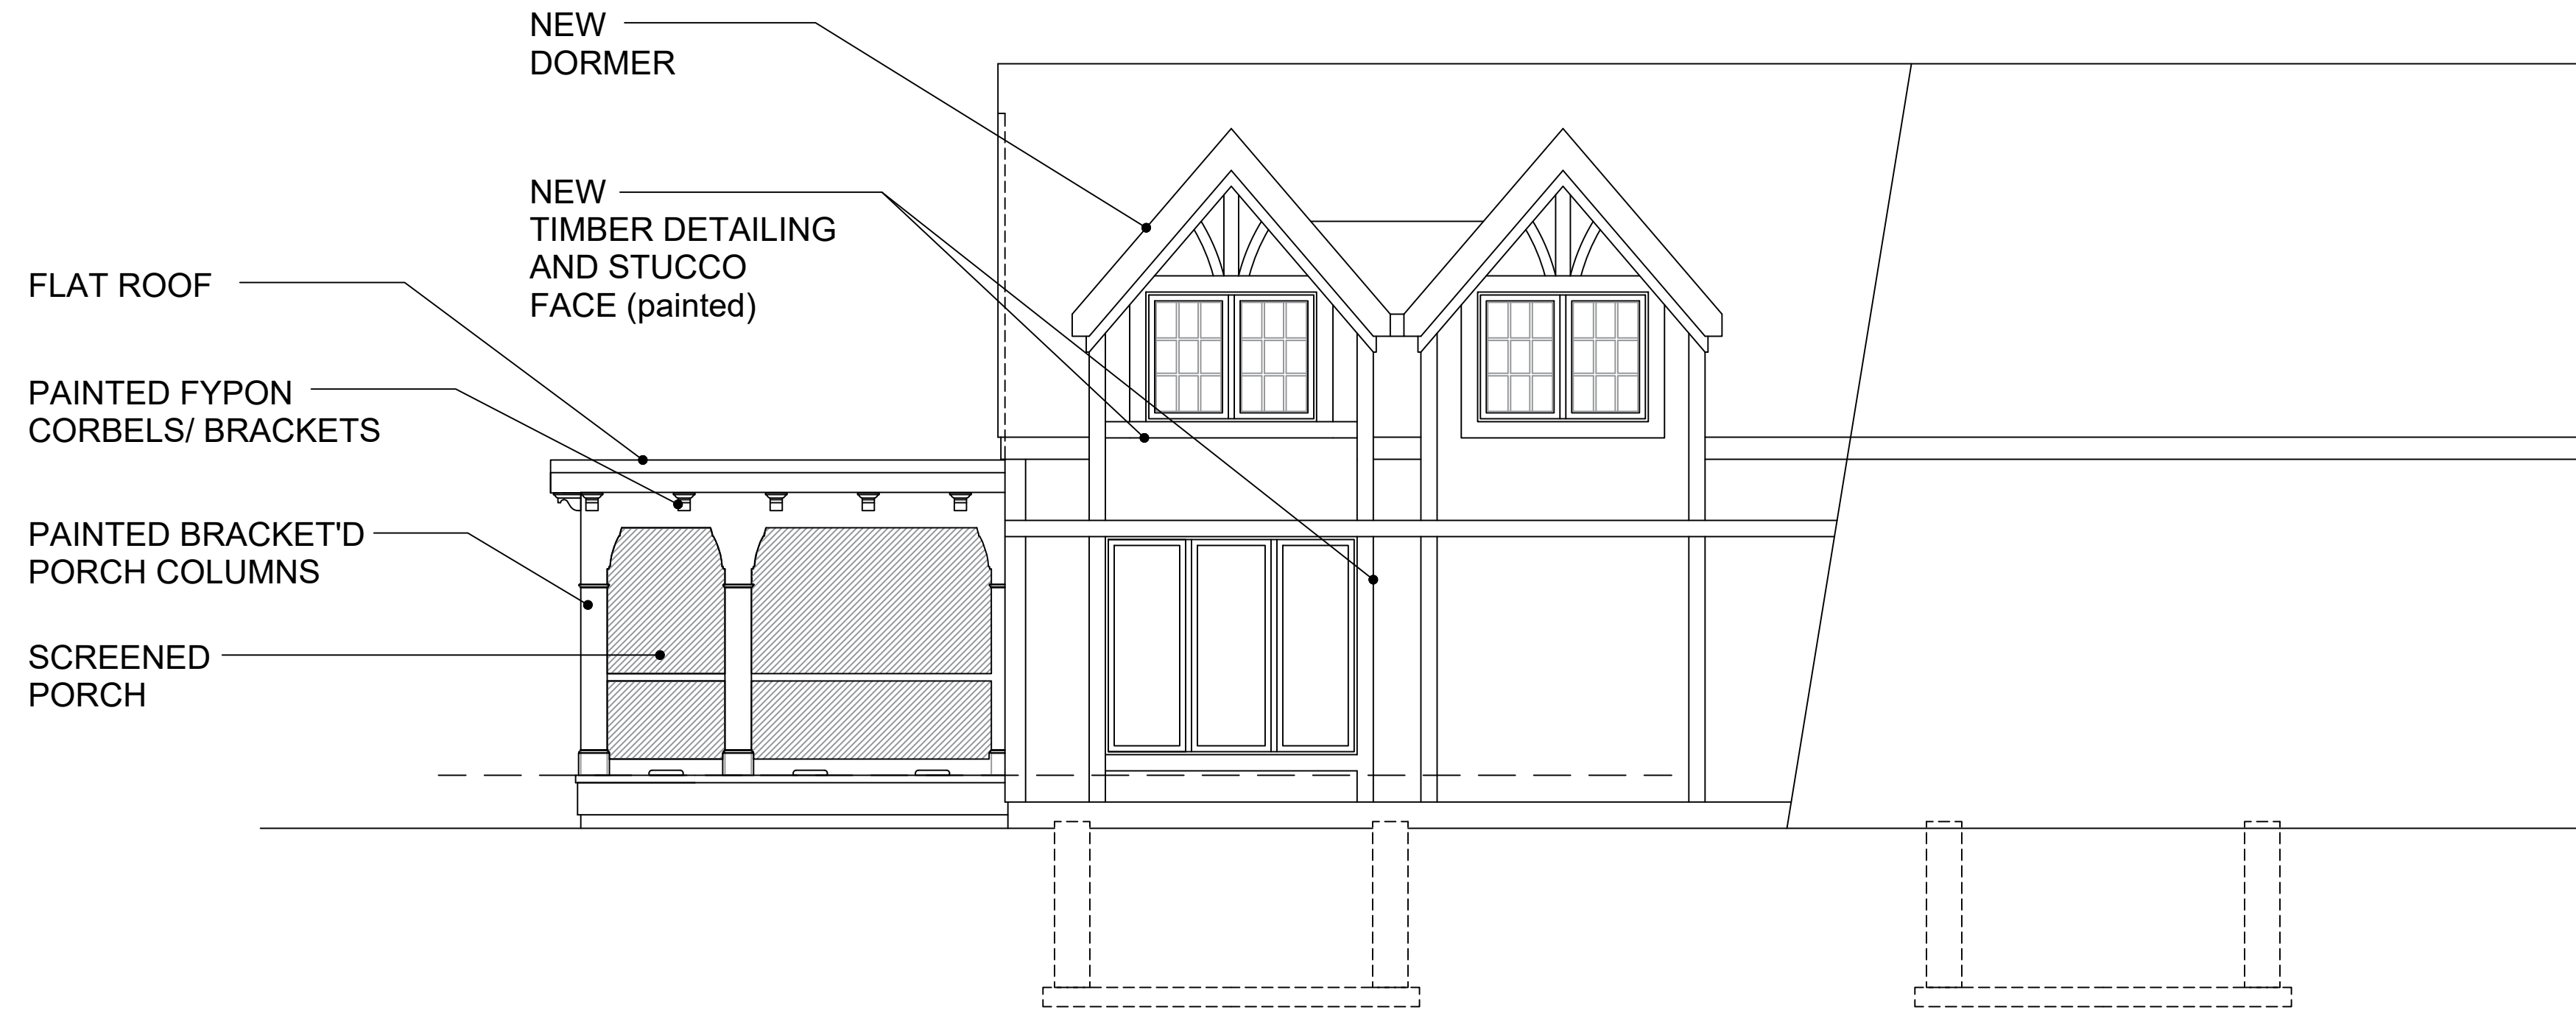 NEW
DORMER
NEW
TIMBER DETAILING
AND STUCCO
FACE (painted)
FLAT ROOF
PAINTED FYPON
CORBELS/ BRACKETS
PAINTED BRACKET'D
PORCH COLUMNS
SCREENED
PORCH